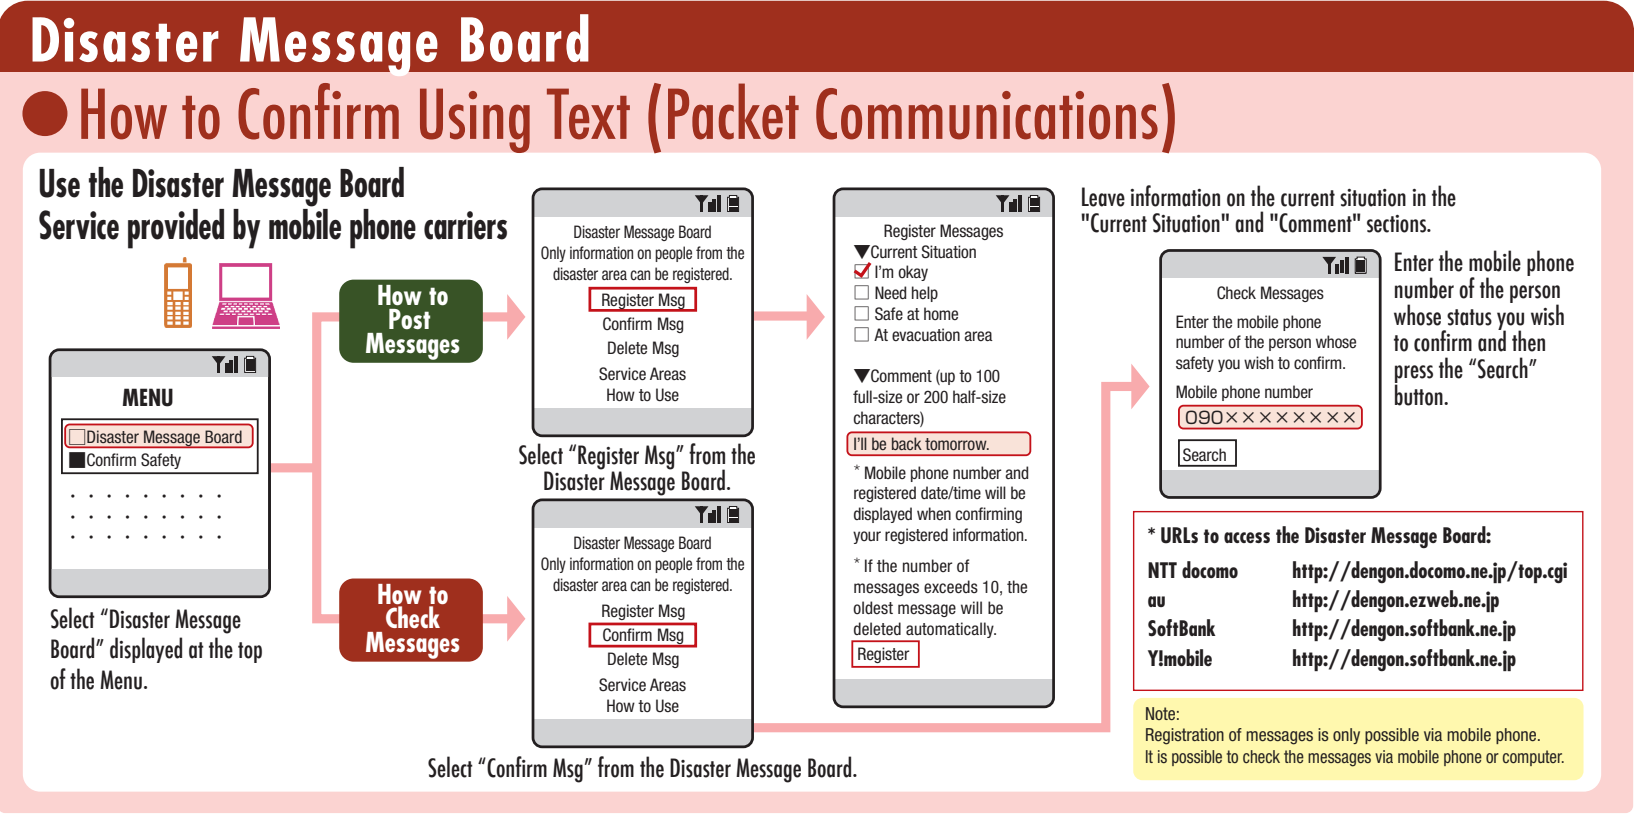 Disaster Message Board
●How to Confirm Using Text (Packet Communications)
Use the Disaster Message Board
Service provided by mobile phone carriers
MENU
□Disaster Message Board
■Confirm Safety
. . . . . . . . .
. . . . . . . . .
. . . . . . . . .
Select “Disaster Message
Board” displayed at the top
of the Menu.
How to
Post
Messages
Disaster Message Board
Only information on people from the
disaster area can be registered.
Register Msg
Confirm Msg
Delete Msg
Service Areas
How to Use
Select “Register Msg” from the
Disaster Message Board.
Register Messages
▼Current Situation
☑ I'm okay
□ Need help
□ Safe at home
□ At evacuation area
▼Comment (up to 100
full-size or 200 half-size
characters)
I'll be back tomorrow.
* Mobile phone number and
registered date/time will be
displayed when confirming
your registered information.
* If the number of
messages exceeds 10, the
oldest message will be
deleted automatically.
Register
Leave information on the current situation in the
"Current Situation" and "Comment" sections.
How to
Check
Messages
Disaster Message Board
Only information on people from the
disaster area can be registered.
Register Msg
Confirm Msg
Delete Msg
Service Areas
How to Use
Select “Confirm Msg” from the Disaster Message Board.
Check Messages
Enter the mobile phone
number of the person whose
safety you wish to confirm.
Mobile phone number
090××××××××
Search
Enter the mobile phone
number of the person
whose status you wish
to confirm and then
press the “Search”
button.
* URLs to access the Disaster Message Board:
NTT docomo http://dengon.docomo.ne.jp/top.cgi
au http://dengon.ezweb.ne.jp
SoftBank http://dengon.softbank.ne.jp
Y!mobile http://dengon.softbank.ne.jp
Note:
Registration of messages is only possible via mobile phone.
It is possible to check the messages via mobile phone or computer.